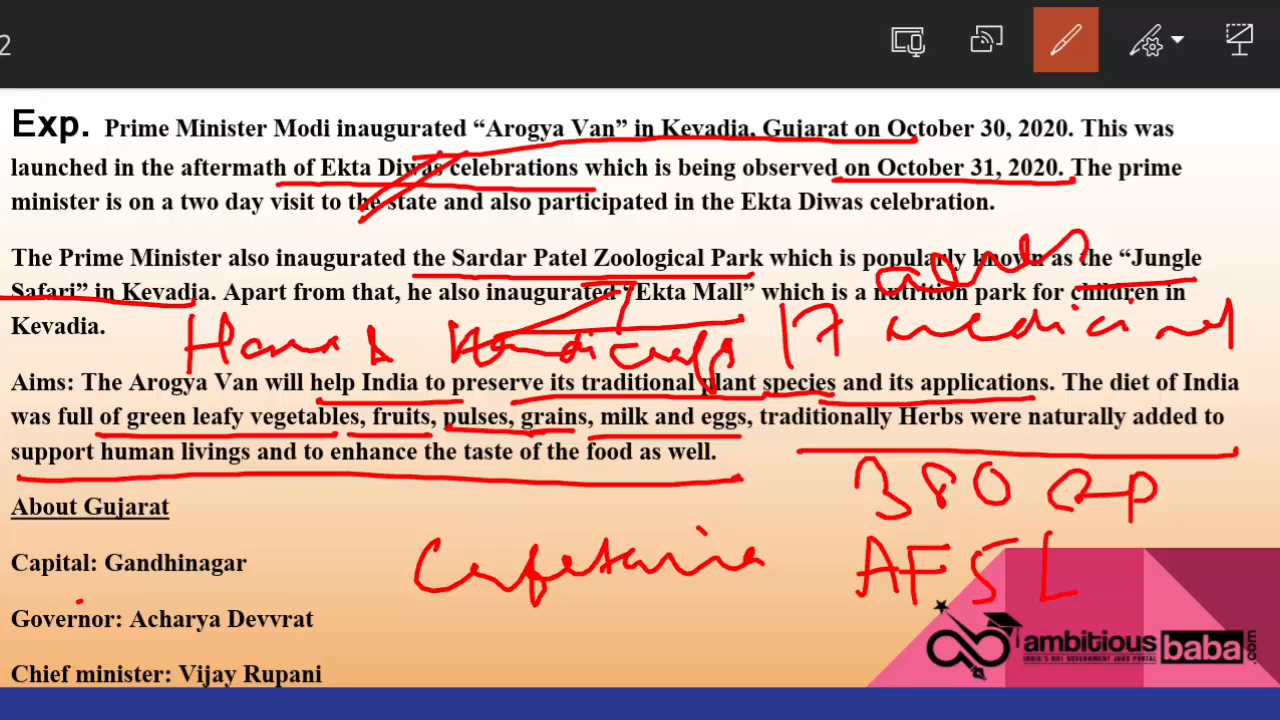 2
Exp. Prime Minister Modi inaugurated “Arogya Van” in Kevadia, Gujarat on October 30, 2020. This was
launched in the aftermath of Ekta Diwas celebrations which is being observed on October 31, 2020. The prime
minister is on a two day visit to the state and also participated in the Ekta Diwas celebration.
The Prime Minister also inaugurated the Sardar Patel Zoological Park which is popularly known as the “Jungle
Safari” in Kevadia. Apart from that, he also inaugurated “Ekta Mall” which is a nutrition park for children in
Kevadia.
acres
Hand Handicrafts 17 medicinal
Aims: The Arogya Van will help India to preserve its traditional plant species and its applications. The diet of India
was full of green leafy vegetables, fruits, pulses, grains, milk and eggs, traditionally Herbs were naturally added to
support human livings and to enhance the taste of the food as well.
380
About Gujarat
Capital: Gandhinagar
Cafetaria
Governor: Acharya Devvrat
Chief minister: Vijay Rupani
ambitiousbaba.com
INDIA'S NO1 GOVERNMENT JOBS PORTAL